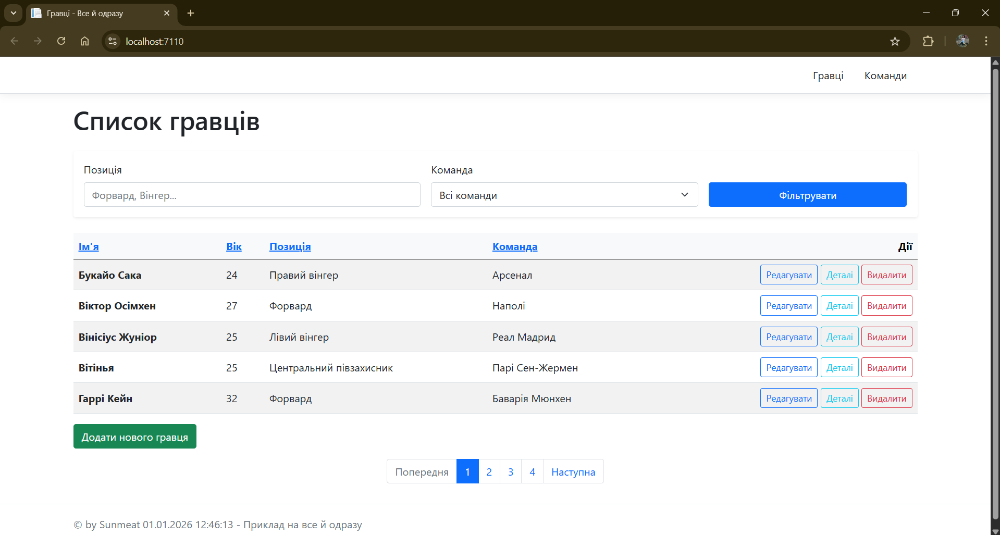 Гравці - Все й одразу
localhost:7110
Гравці Команди
Список гравців
Позиція Команда
Форвард, Вінгер... Всі команди Фільтрувати
Ім'я Вік Позиція Команда Дії
Букайо Сака 24 Правий вінгер Арсенал Редагувати Деталі Видалити
Віктор Осімхен 27 Форвард Наполі Редагувати Деталі Видалити
Вінісіус Жуніор 25 Лівий вінгер Реал Мадрид Редагувати Деталі Видалити
Вітінья 25 Центральний півзахисник Парі Сен-Жермен Редагувати Деталі Видалити
Гаррі Кейн 32 Форвард Баварія Мюнхен Редагувати Деталі Видалити
Додати нового гравця
Попередня 1 2 3 4 Наступна
© by Sunmeat 01.01.2026 12:46:13 - Приклад на все й одразу